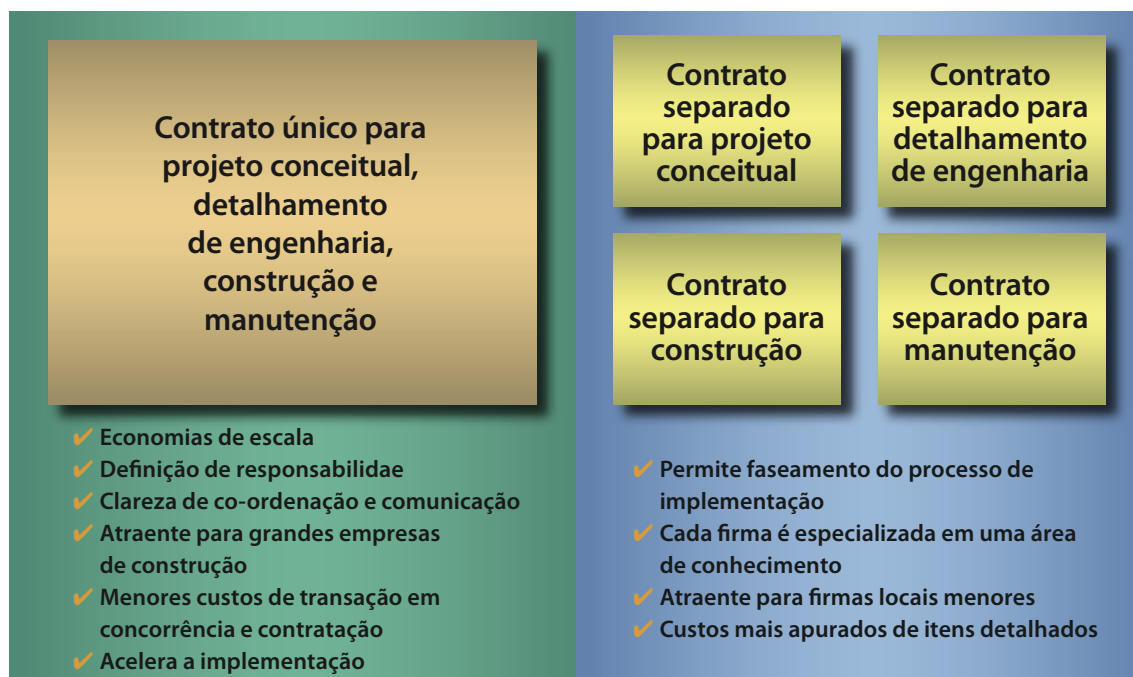 Contrato único para
projeto conceitual,
detalhamento
de engenharia,
construção e
manutenção
✔ Economias de escala
✔ Definição de responsabilidae
✔ Clareza de co-ordenação e comunicação
✔ Atraente para grandes empresas
de construção
✔ Menores custos de transação em
concorrência e contratação
✔ Acelera a implementação
Contrato
separado
para projeto
conceitual
Contrato
separado para
detalhamento
de engenharia
Contrato
separado para
construção
Contrato
separado para
manutenção
✔ Permite faseamento do processo de
implementação
✔ Cada firma é especializada em uma área
de conhecimento
✔ Atraente para firmas locais menores
✔ Custos mais apurados de itens detalhados